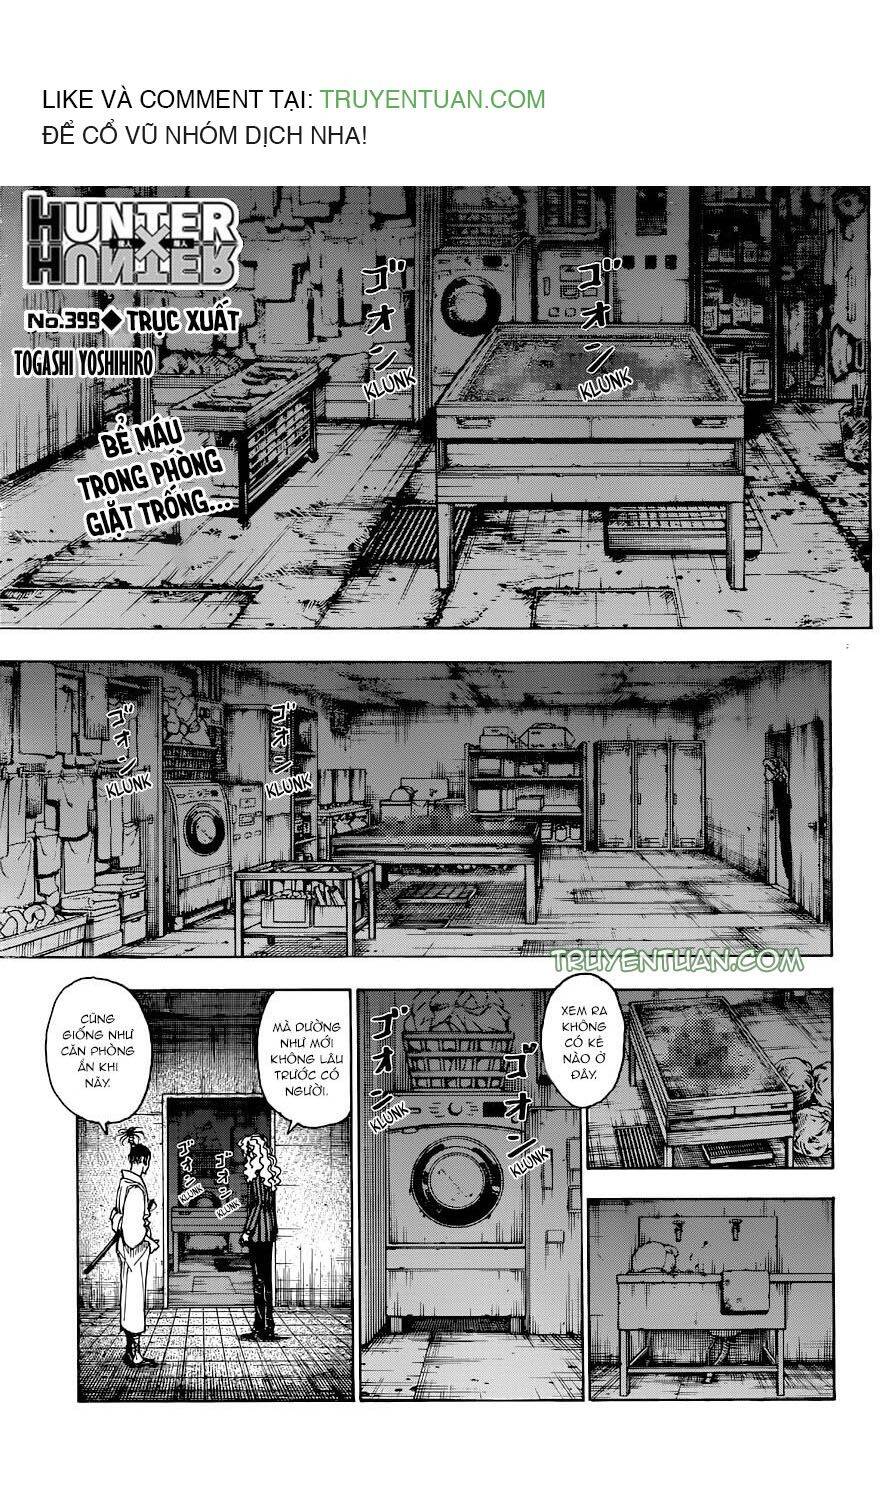 LIKE VÀ COMMENT TẠI: TRUYENTUAN.COM
ĐỂ CỔ VŨ NHÓM DỊCH NHA!
HUNTER
×
HUNTER
No.399◆TRỤC XUẤT
TOGASHI YOSHIHIRO
BỂ MÁU
TRONG PHÒNG
GIẶT TRỐNG...
ゴオン
KLUNK
ゴオン
KLUNK
ゴオン
KLUNK
ゴオン
KLUNK
TRUYENTUAN.COM
XEM RA
KHÔNG
CÓ KẺ
NÀO Ở
ĐÂY.
ゴオン
KLUNK
ゴオン
KLUNK
MÀ DƯỜNG
NHƯ MỚI
KHÔNG LÂU
TRƯỚC CÓ
NGƯỜI.
CŨNG
GIỐNG NHƯ
CĂN PHÒNG
BAN KHI
NÃY.
ゴオン
KLUNK
ゴオン
KLUNK